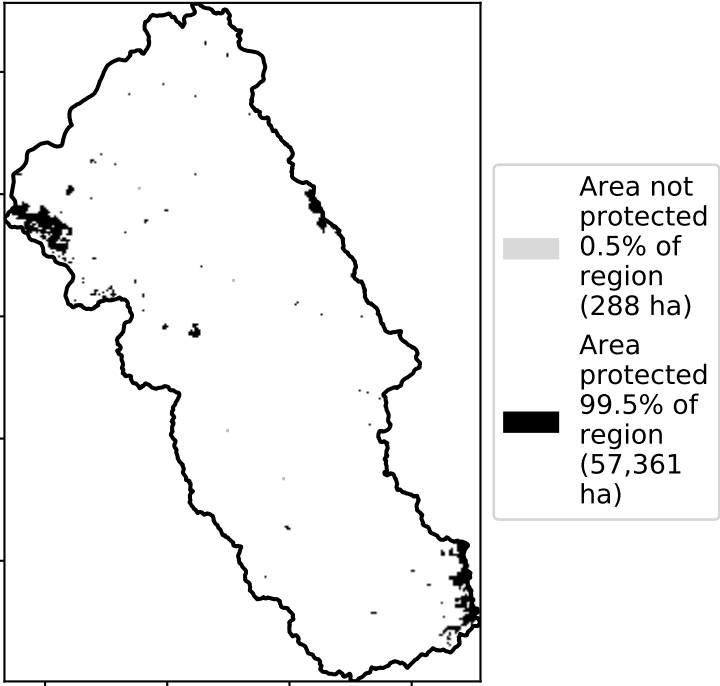 Area not
protected
0.5% of
region
(288 ha)
Area
protected
99.5% of
region
(57,361
ha)